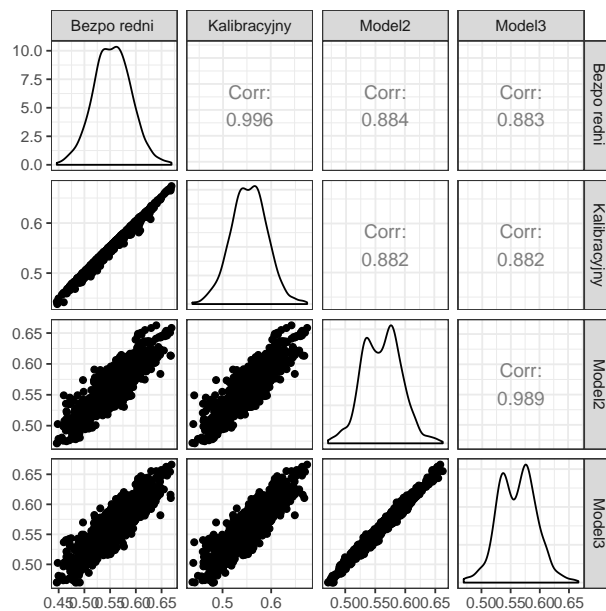 Bezpo redni Kalibracyjny Model2 Model3
10.0
7.5
5.0
2.5
0.0
Corr:
0.996
Corr:
0.884
Corr:
0.883
Bezpo redni
0.6
0.5
Corr:
0.882
Corr:
0.882
Kalibracyjny
0.65
0.60
0.55
0.50
Corr:
0.989
Model2
0.65
0.60
0.55
0.50
Model3
0.45 0.50 0.55 0.60 0.65 0.5 0.6 0.50 0.55 0.60 0.65 0.50 0.55 0.60 0.65